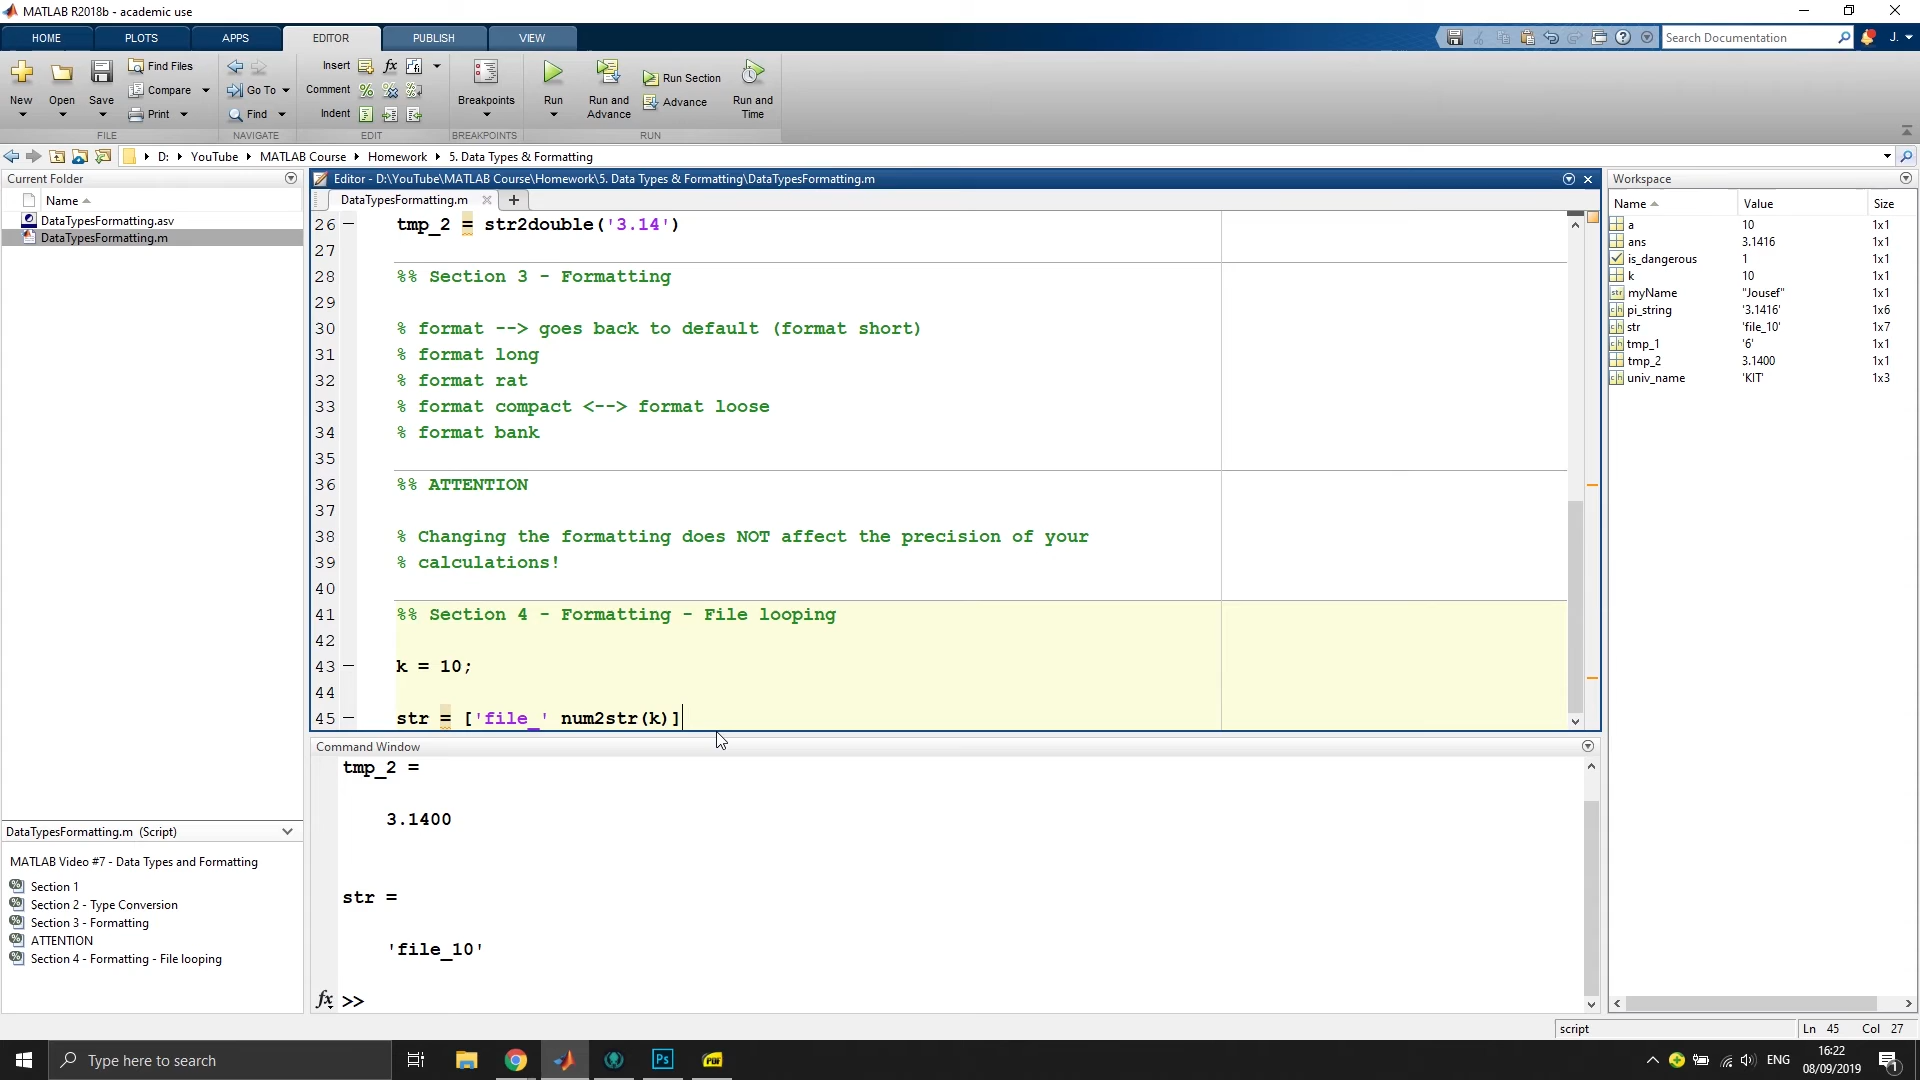 MATLAB R2018b - academic use
HOME PLOTS APPS EDITOR PUBLISH VIEW
Search Documentation
J.
New Open Save
Find Files
Compare
Print
FILE
Go To
Find
NAVIGATE
Insert fx
Comment
Indent
EDIT
Breakpoints
BREAKPOINTS
Run
Run and Advance
Run Section
Advance
Run and Time
RUN
D: YouTube MATLAB Course Homework 5. Data Types & Formatting
Current Folder
Name
DataTypesFormatting.asv
DataTypesFormatting.m
DataTypesFormatting.m (Script)
MATLAB Video #7 - Data Types and Formatting
Section 1
Section 2 - Type Conversion
Section 3 - Formatting
ATTENTION
Section 4 - Formatting - File looping
Editor - D:\YouTube\MATLAB Course\Homework\5. Data Types & Formatting\DataTypesFormatting.m
DataTypesFormatting.m
26 tmp_2 = str2double('3.14')
27
28 %% Section 3 - Formatting
29
30 % format --> goes back to default (format short)
31 % format long
32 % format rat
33 % format compact <--> format loose
34 % format bank
35
36 %% ATTENTION
37
38 % Changing the formatting does NOT affect the precision of your
39 % calculations!
40
41 %% Section 4 - Formatting - File looping
42
43 k = 10;
44
45 str = ['file_' num2str(k)]
Command Window
tmp_2 =
3.1400
str =
'file_10'
fx >>
Workspace
Name Value Size
a 10 1x1
ans 3.1416 1x1
is_dangerous 1 1x1
k 10 1x1
myName "Jousef" 1x1
pi_string '3.1416' 1x6
str 'file_10' 1x7
tmp_1 '6' 1x1
tmp_2 3.1400 1x1
univ_name 'KIT' 1x3
script Ln 45 Col 27
Type here to search
Ps
PDF
ENG
16:22
08/09/2019
1